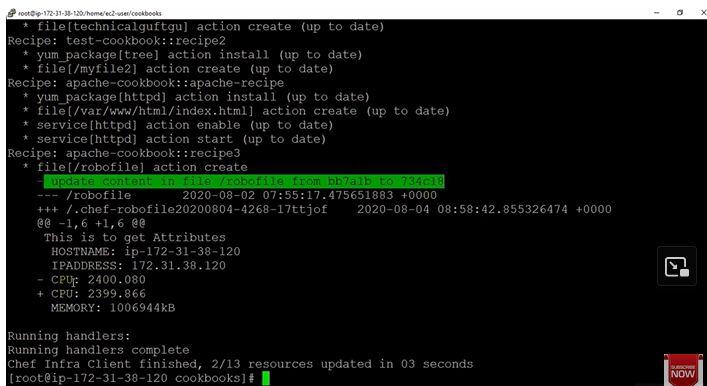 root@ip-172-31-38-120:/home/ec2-user/cookbooks
* file[technicalguftgu] action create (up to date)
Recipe: test-cookbook::recipe2
* yum_package[tree] action install (up to date)
* file[/myfile2] action create (up to date)
Recipe: apache-cookbook::apache-recipe
* yum_package[httpd] action install (up to date)
* file[/var/www/html/index.html] action create (up to date)
* service[httpd] action enable (up to date)
* service[httpd] action start (up to date)
Recipe: apache-cookbook::recipe3
* file[/robofile] action create
- update content in file /robofile from bb7a1b to 734c18
--- /robofile 2020-08-02 07:55:17.475651883 +0000
+++ /.chef-robofile20200804-4268-17ttjof 2020-08-04 08:58:42.855326474 +0000
@@ -1,6 +1,6 @@
This is to get Attributes
HOSTNAME: ip-172-31-38-120
IPADDRESS: 172.31.38.120
- CPU: 2400.080
+ CPU: 2399.866
MEMORY: 1006944kB
Running handlers:
Running handlers complete
Chef Infra Client finished, 2/13 resources updated in 03 seconds
[root@ip-172-31-38-120 cookbooks]#
SUBSCRIBE
NOW